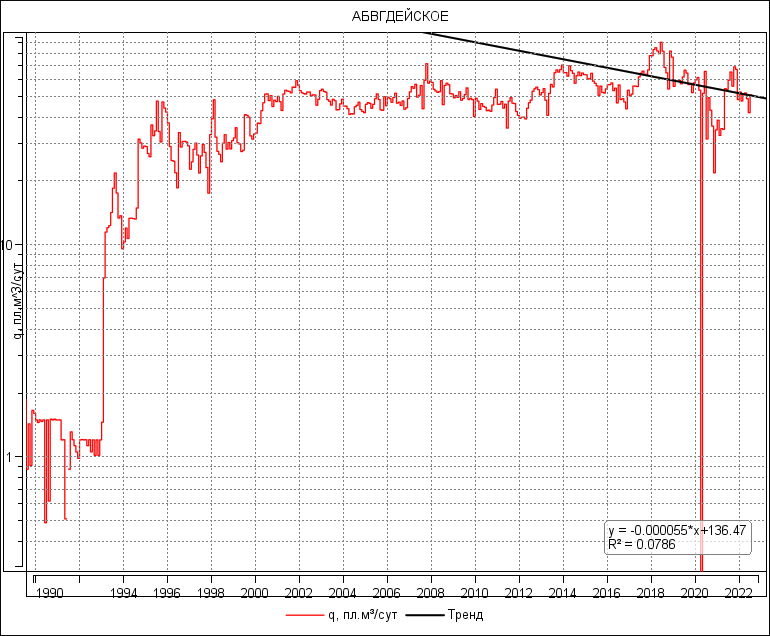 АБВГДЕЙСКОЕ
10
q, пл.м^3/сут
1
y = -0.000055*x+136.47
R² = 0.0786
1990 1994 1996 1998 2000 2002 2004 2006 2008 2010 2012 2014 2016 2018 2020 2022
q, пл.м³/сут Тренд